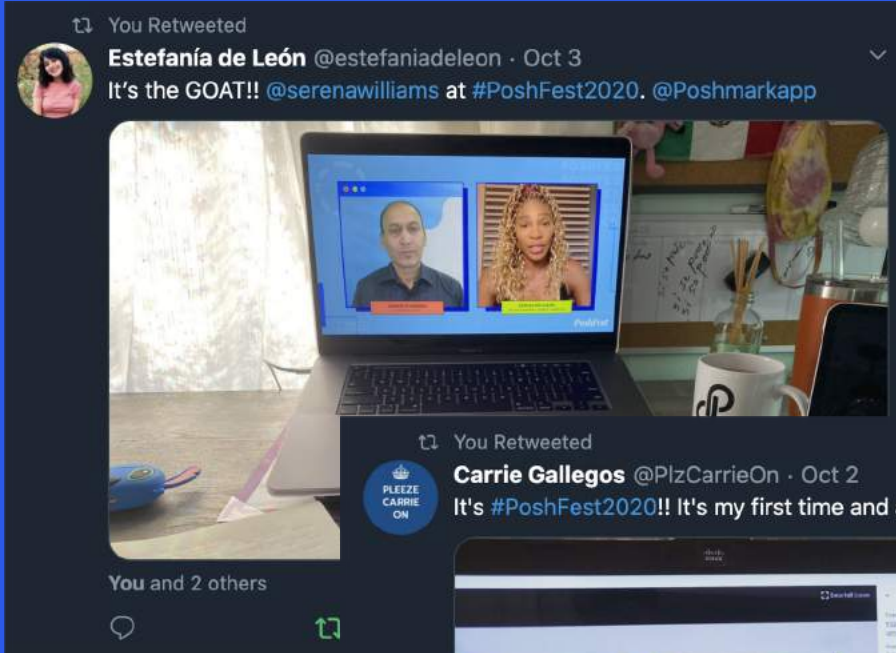 You Retweeted
Estefanía de León @estefaniadeleon · Oct 3
It's the GOAT!! @serenawilliams at #PoshFest2020. @Poshmarkapp
PoshFest
You Retweeted
Carrie Gallegos @PlzCarrieOn · Oct 2
PLEEZE
CARRIE
ON
It's #PoshFest2020!! It's my first time and
You and 2 others